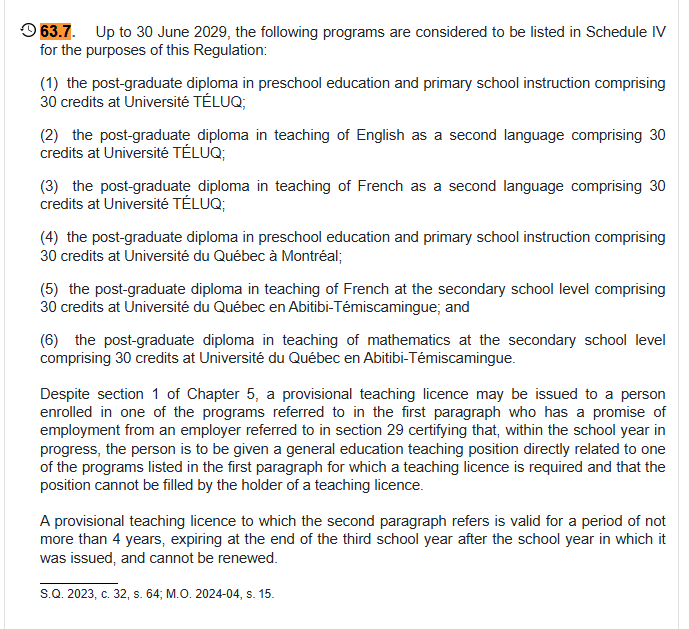 63.7. Up to 30 June 2029, the following programs are considered to be listed in Schedule IV
for the purposes of this Regulation:
(1) the post-graduate diploma in preschool education and primary school instruction comprising
30 credits at Université TÉLUQ;
(2) the post-graduate diploma in teaching of English as a second language comprising 30
credits at Université TÉLUQ;
(3) the post-graduate diploma in teaching of French as a second language comprising 30
credits at Université TÉLUQ;
(4) the post-graduate diploma in preschool education and primary school instruction comprising
30 credits at Université du Québec à Montréal;
(5) the post-graduate diploma in teaching of French at the secondary school level comprising
30 credits at Université du Québec en Abitibi-Témiscamingue; and
(6) the post-graduate diploma in teaching of mathematics at the secondary school level
comprising 30 credits at Université du Québec en Abitibi-Témiscamingue.
Despite section 1 of Chapter 5, a provisional teaching licence may be issued to a person
enrolled in one of the programs referred to in the first paragraph who has a promise of
employment from an employer referred to in section 29 certifying that, within the school year in
progress, the person is to be given a general education teaching position directly related to one
of the programs listed in the first paragraph for which a teaching licence is required and that the
position cannot be filled by the holder of a teaching licence.
A provisional teaching licence to which the second paragraph refers is valid for a period of not
more than 4 years, expiring at the end of the third school year after the school year in which it
was issued, and cannot be renewed.
S.Q. 2023, c. 32, s. 64; M.O. 2024-04, s. 15.